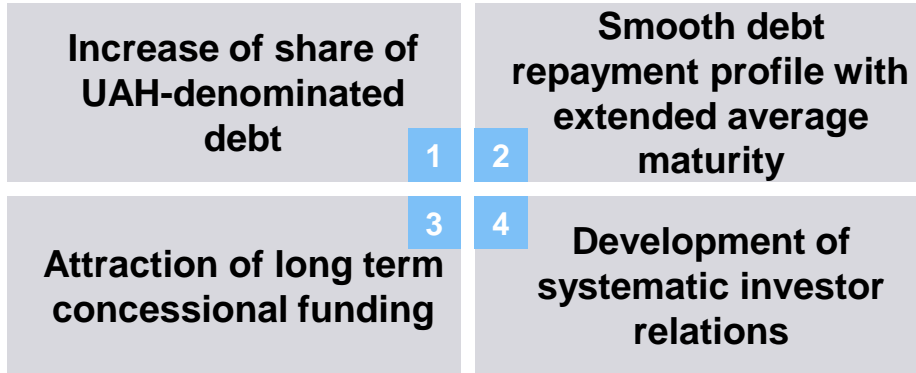 Increase of share of
UAH-denominated
debt
1
Smooth debt
repayment profile with
extended average
maturity
2
3
Attraction of long term
concessional funding
4
Development of
systematic investor
relations